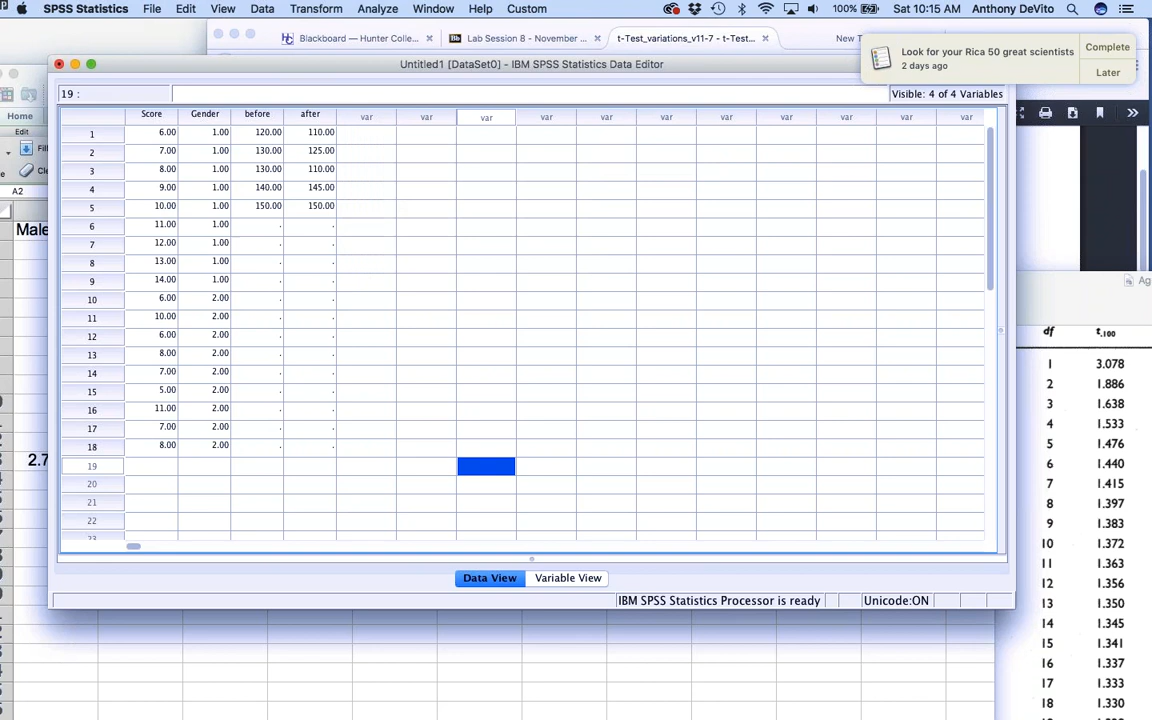 SPSS Statistics File Edit View Data Transform Analyze Window Help Custom 100% Sat 10:15 AM Anthony DeVito
Blackboard — Hunter Colle... × Lab Session 8 - November ... × t-Test_variations_v11-7 - t-Test... × New T
Look for your Rica 50 great scientists
2 days ago
Complete
Later
Untitled1 [DataSet0] - IBM SPSS Statistics Data Editor
19 :
Visible: 4 of 4 Variables
Score Gender before after var var var var var var var var var var var
1 6.00 1.00 120.00 110.00
2 7.00 1.00 130.00 125.00
3 8.00 1.00 130.00 110.00
4 9.00 1.00 140.00 145.00
5 10.00 1.00 150.00 150.00
6 11.00 1.00 . .
7 12.00 1.00 . .
8 13.00 1.00 . .
9 14.00 1.00 . .
10 6.00 2.00 . .
11 10.00 2.00 . .
12 6.00 2.00 . .
13 8.00 2.00 . .
14 7.00 2.00 . .
15 5.00 2.00 . .
16 11.00 2.00 . .
17 7.00 2.00 . .
18 8.00 2.00 . .
19
20
21
22
23
Data View Variable View
IBM SPSS Statistics Processor is ready Unicode:ON
Home
Edit
Fill
Cle
A2
Male
2.7
Ag
df t.100
1 3.078
2 1.886
3 1.638
4 1.533
5 1.476
6 1.440
7 1.415
8 1.397
9 1.383
10 1.372
11 1.363
12 1.356
13 1.350
14 1.345
15 1.341
16 1.337
17 1.333
18 1.330